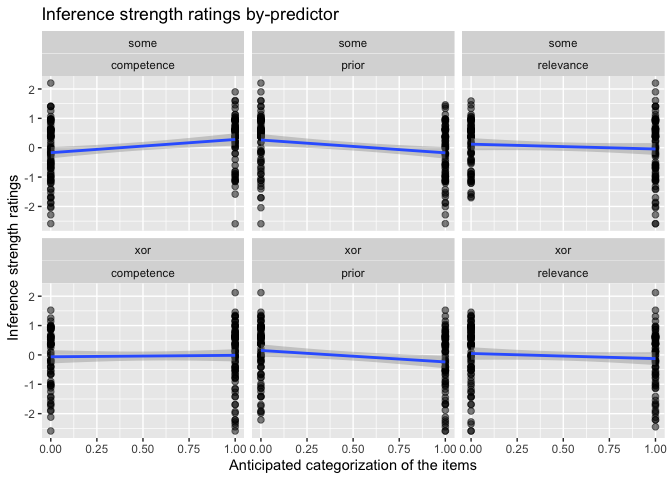 Inference strength ratings by-predictor
some some some
competence prior relevance
2
1
0
-1
-2
xor xor xor
competence prior relevance
2
1
0
-1
-2
0.00 0.25 0.50 0.75 1.00 0.00 0.25 0.50 0.75 1.00 0.00 0.25 0.50 0.75 1.00
Anticipated categorization of the items
Inference strength ratings